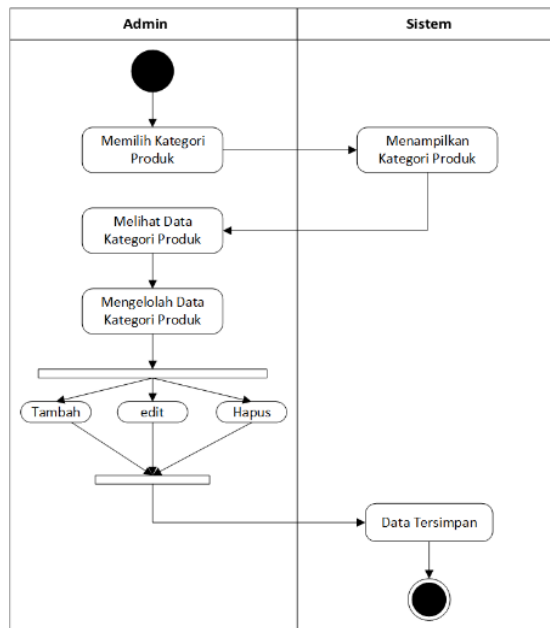 Admin
Sistem
Memilih Kategori
Produk
Menampilkan
Kategori Produk
Melihat Data
Kategori Produk
Mengelolah Data
Kategori Produk
Tambah
edit
Hapus
Data Tersimpan